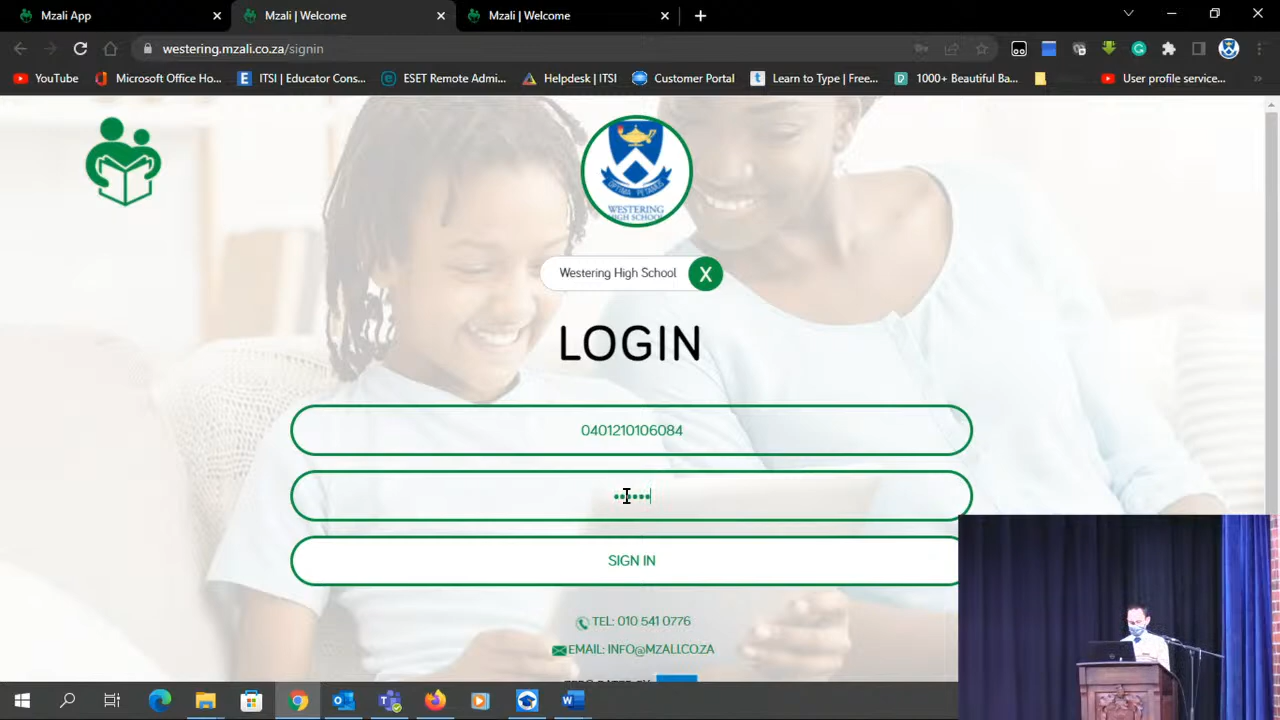 Mzali App
Mzali | Welcome
Mzali | Welcome
westering.mzali.co.za/signin
YouTube
Microsoft Office Ho...
ITSI | Educator Cons...
ESET Remote Admi...
Helpdesk | ITSI
Customer Portal
Learn to Type | Free...
1000+ Beautiful Ba...
User profile service...
OPTIMA PETAMUS
WESTERING
HIGH SCHOOL
Westering High School X
LOGIN
0401210106084
SIGN IN
TEL: 010 541 0776
EMAIL: INFO@MZALI.CO.ZA